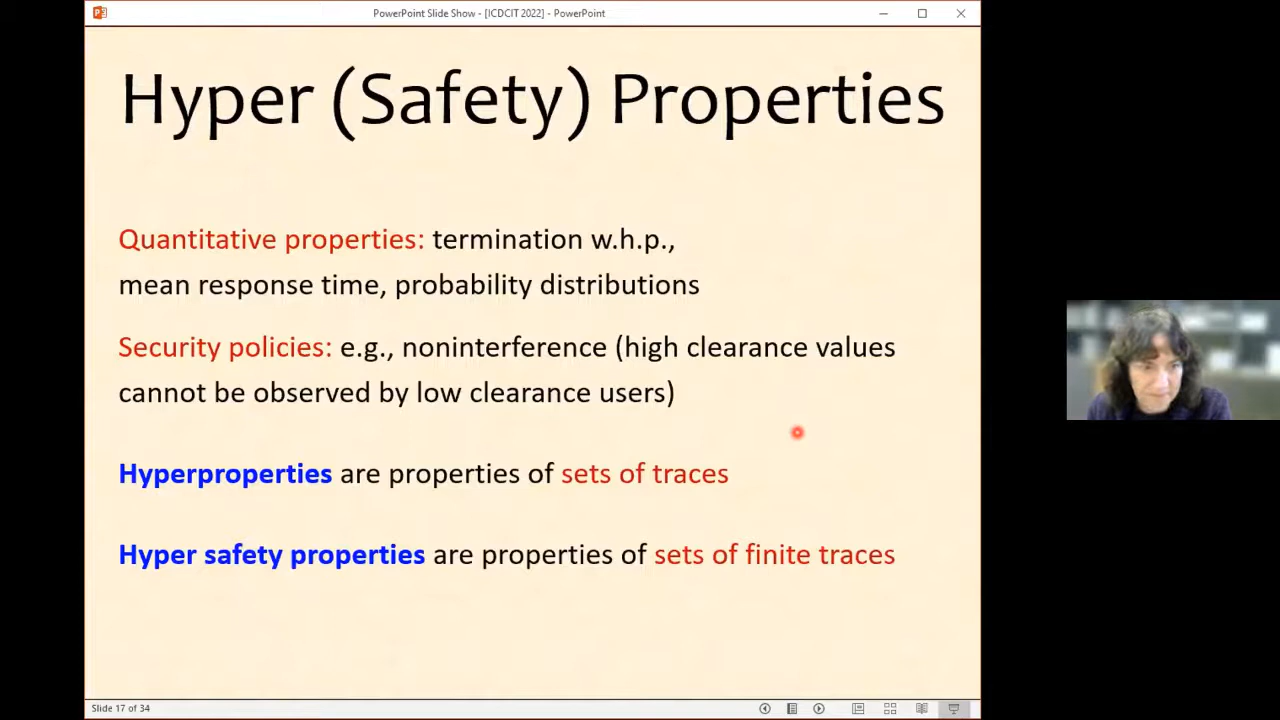 PowerPoint Slide Show - [ICDCIT 2022] - PowerPoint
Hyper (Safety) Properties
Quantitative properties: termination w.h.p.,
mean response time, probability distributions
Security policies: e.g., noninterference (high clearance values
cannot be observed by low clearance users)
Hyperproperties are properties of sets of traces
Hyper safety properties are properties of sets of finite traces
Slide 17 of 34